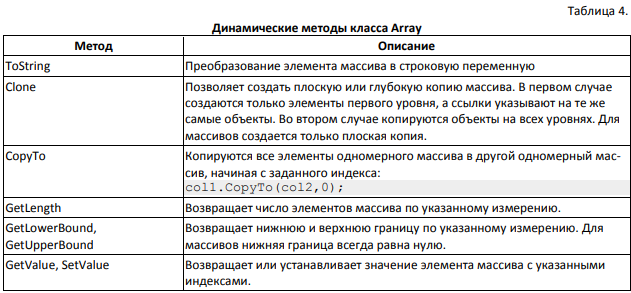 Таблица 4.
Динамические методы класса Array
Метод Описание
ToString Преобразование элемента массива в строковую переменную
Clone Позволяет создать плоскую или глубокую копию массива. В первом случае
создаются только элементы первого уровня, а ссылки указывают на те же
самые объекты. Во втором случае копируются объекты на всех уровнях. Для
массивов создается только плоская копия.
CopyTo Копируются все элементы одномерного массива в другой одномерный мас-
сив, начиная с заданного индекса:
col1.CopyTo(col2,0);
GetLength Возвращает число элементов массива по указанному измерению.
GetLowerBound, Возвращает нижнюю и верхнюю границу по указанному измерению. Для
GetUpperBound массивов нижняя граница всегда равна нулю.
GetValue, SetValue Возвращает или устанавливает значение элемента массива с указанными
индексами.